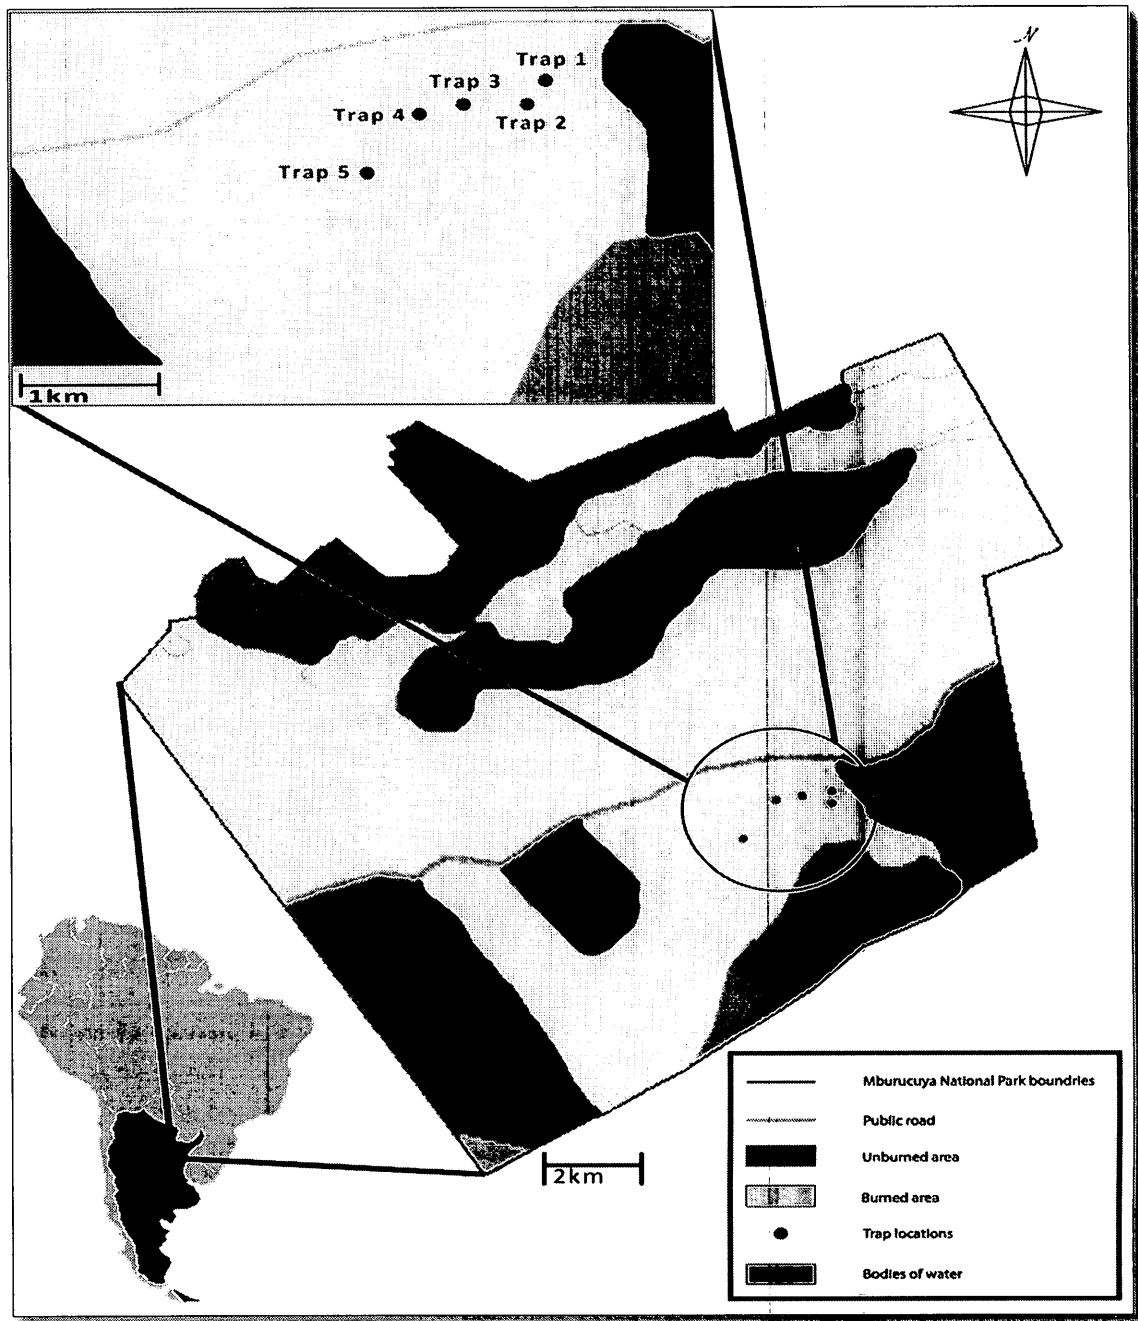 N
Trap 1
Trap 3
Trap 4
Trap 2
Trap 5
1km
2km
Mburucuya National Park boundries
Public road
Unburned area
Burned area
Trap locations
Bodies of water